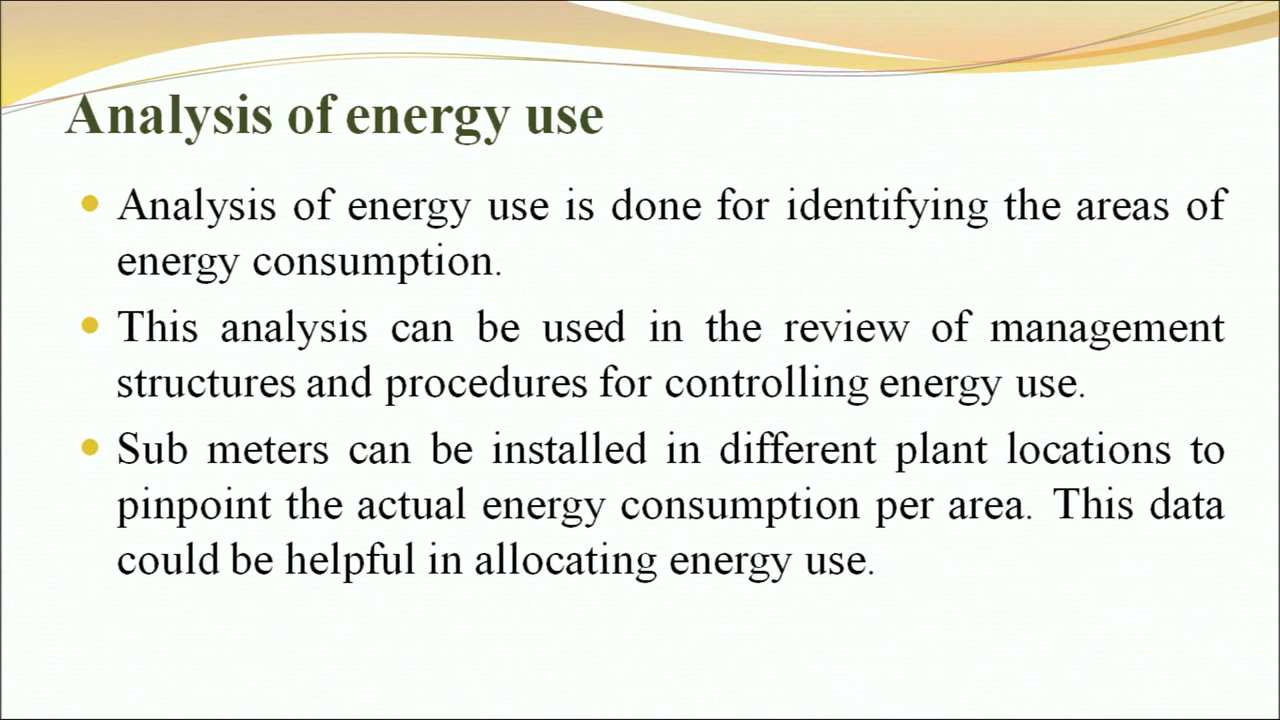 Analysis of energy use
Analysis of energy use is done for identifying the areas of
energy consumption.
This analysis can be used in the review of management
structures and procedures for controlling energy use.
Sub meters can be installed in different plant locations to
pinpoint the actual energy consumption per area. This data
could be helpful in allocating energy use.